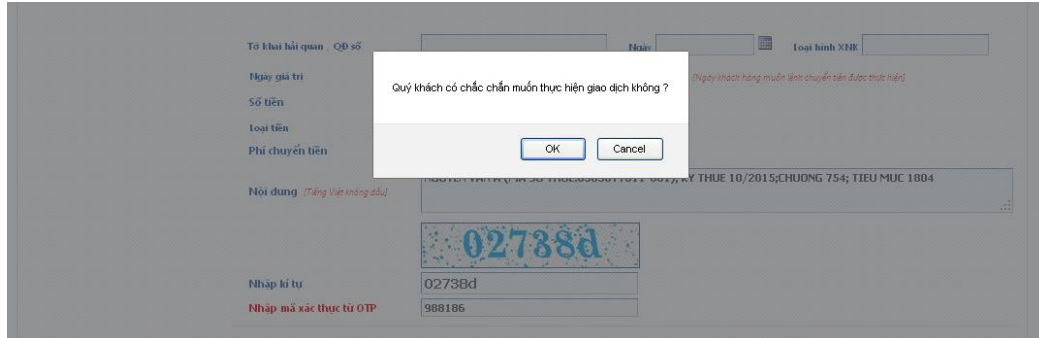 Tờ khai hải quan , QĐ số Ngày Loại hình XNK
Ngày giá trị [Ngày khách hàng muốn lệnh chuyển tiền được thực hiện]
Quý khách có chắc chắn muốn thực hiện giao dịch không ?
Số tiền
Loại tiền
Phí chuyển tiền
OK Cancel
Nội dung [Tiếng Việt không dấu]
THUE 10/2015;CHUONG 754; TIEU MUC 1804
02738d
Nhập kí tự 02738d
Nhập mã xác thực từ OTP 988186